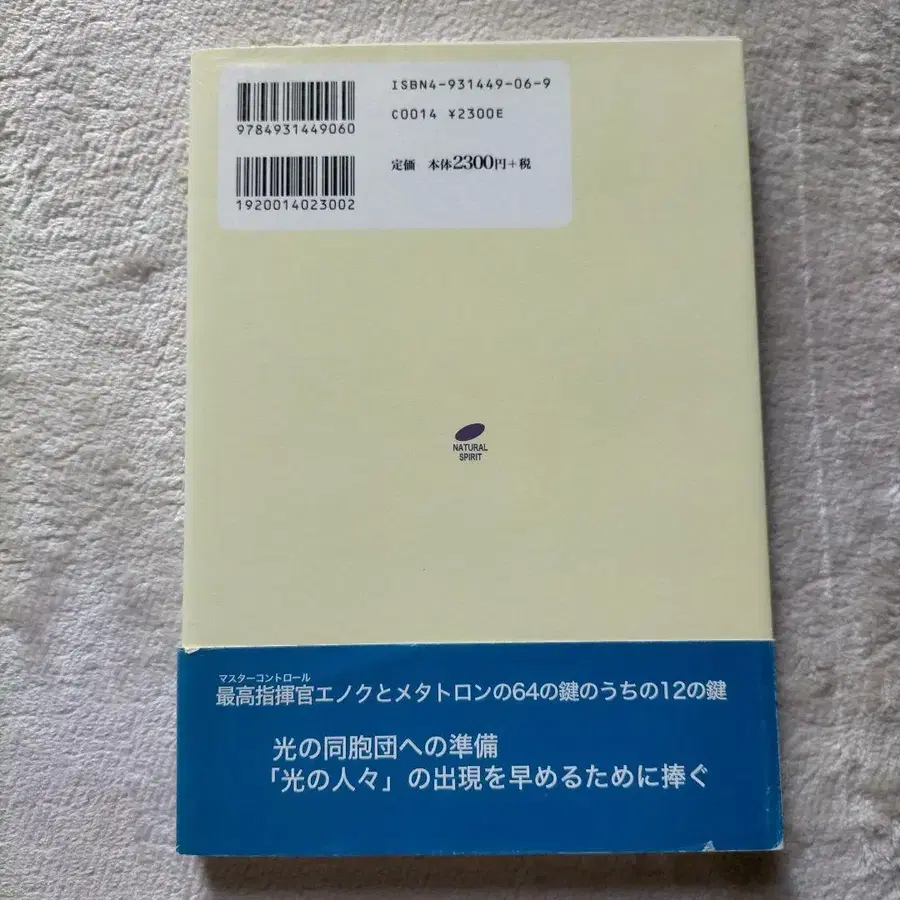 ISBN4-931449-06-9
9784931449060
C0014 ¥2300E
定価 本体2300円+税
1920014023002
NATURAL
SPIRIT
マスターコントロール
最高指揮官エノクとメタトロンの64の鍵のうちの12の鍵
光の同胞団への準備
「光の人々」の出現を早めるために捧ぐ